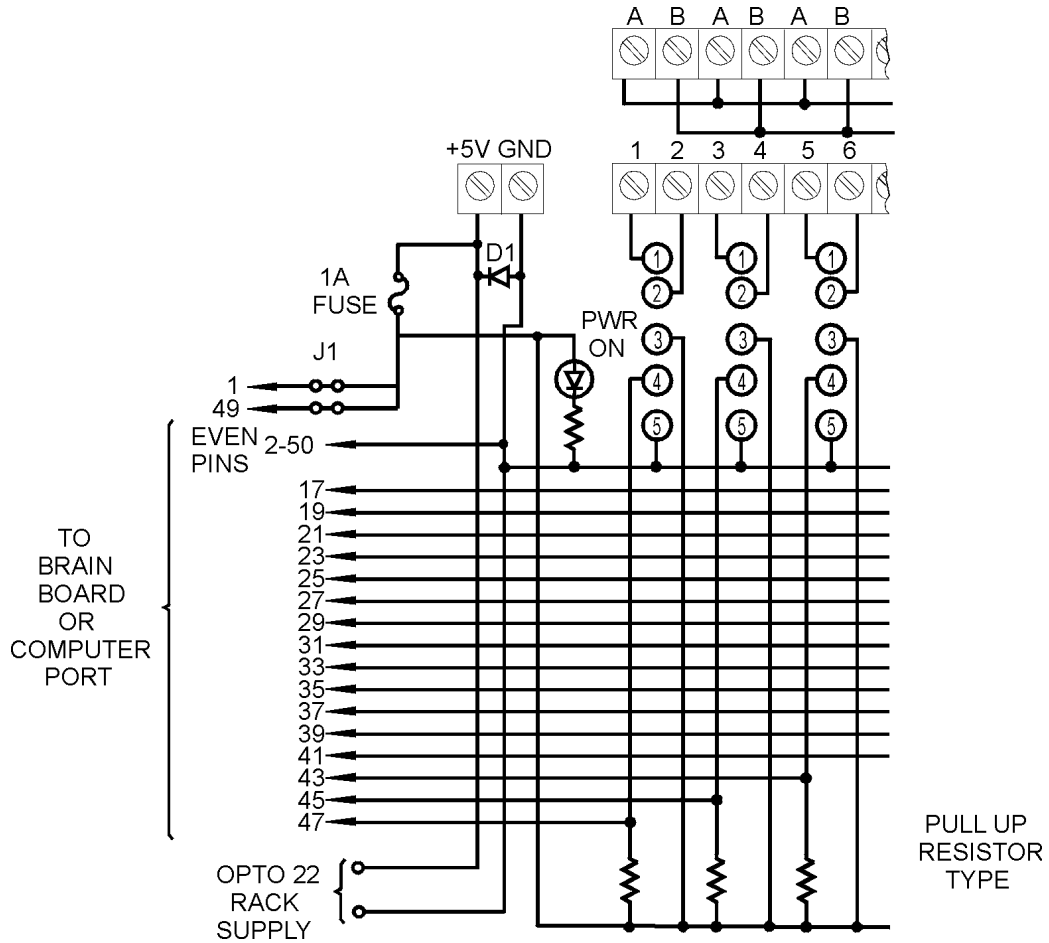 A B A B A B
+5V GND
1 2 3 4 5 6
D1
1A
FUSE
PWR
ON
J1
1 1 1
2 2 2
3 3 3
4 4 4
5 5 5
1
49
EVEN
PINS
2-50
17
19
21
23
25
27
29
31
33
35
37
39
41
43
45
47
TO
BRAIN
BOARD
OR
COMPUTER
PORT
OPTO 22
RACK
SUPPLY
PULL UP
RESISTOR
TYPE